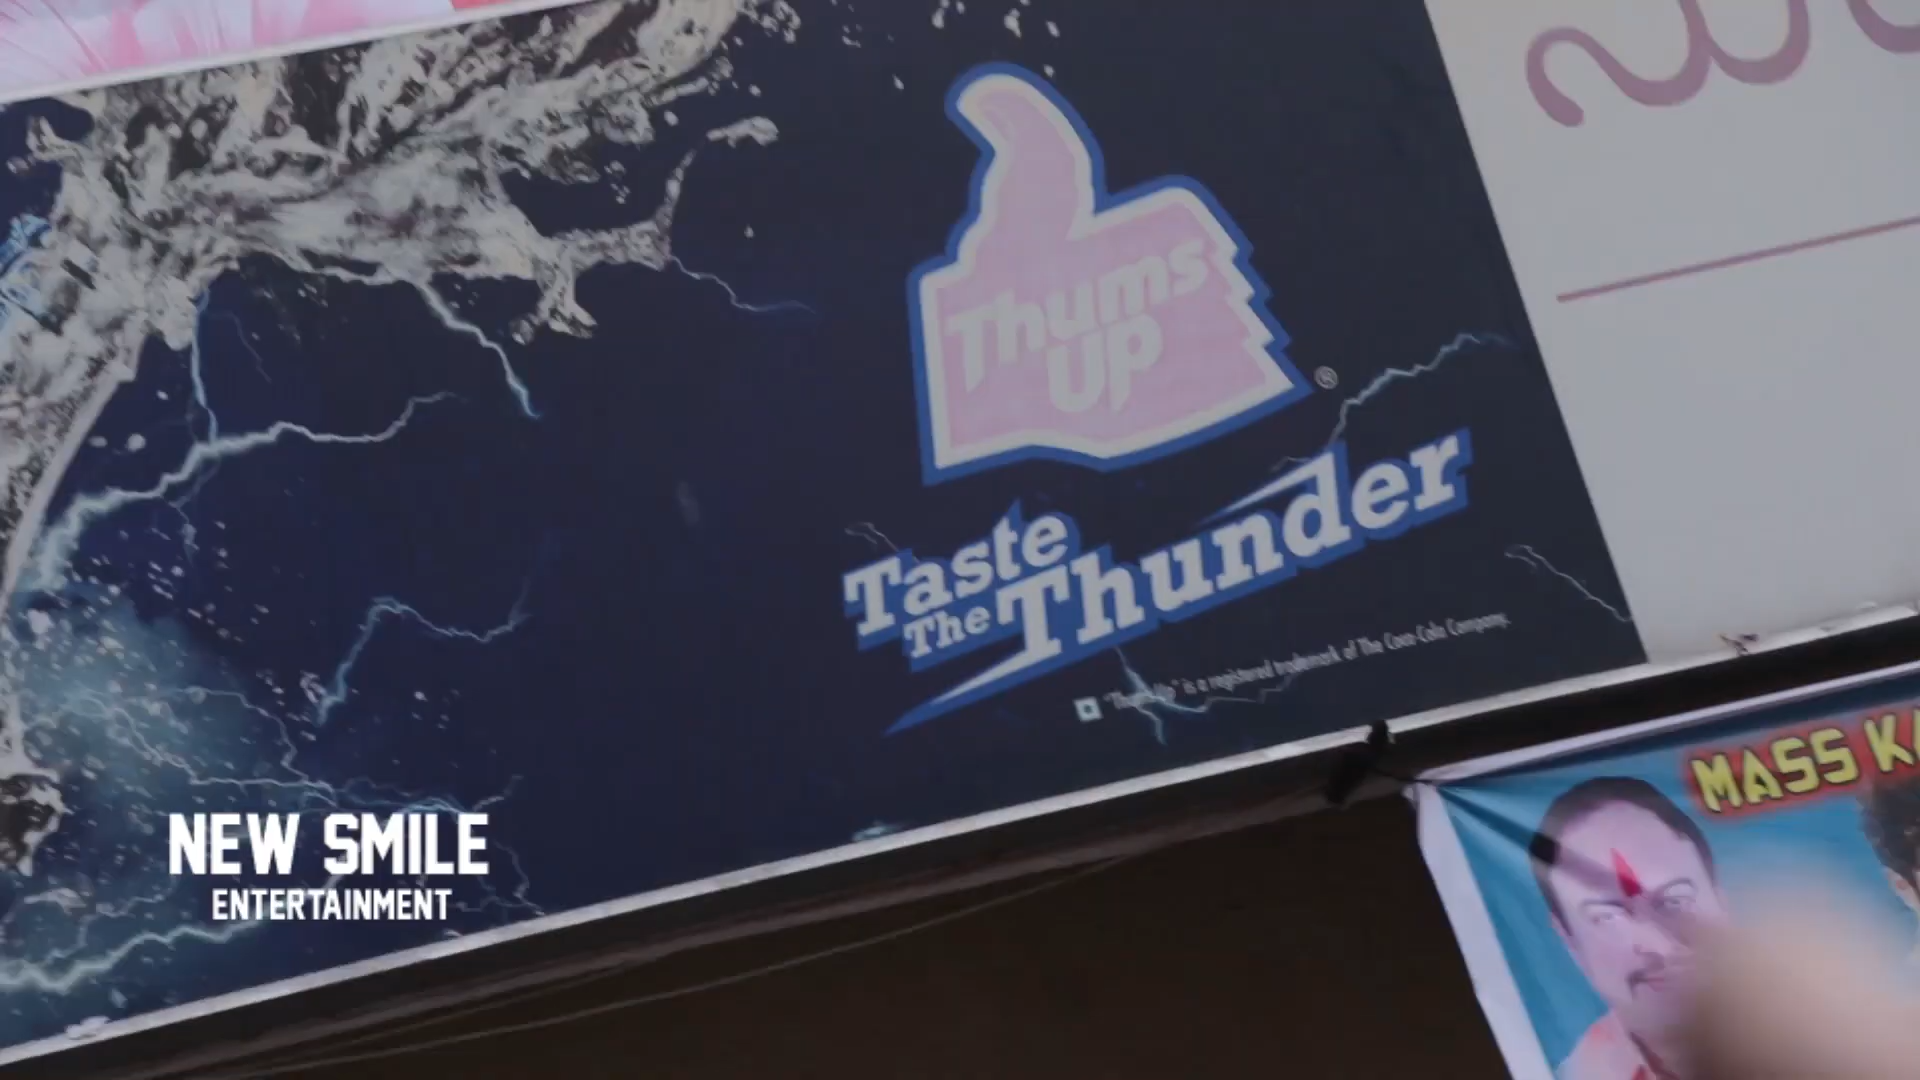 Thums
UP
®
Taste
The Thunder
"Thums Up" is a registered trademark of The Coca-Cola Company.
MASS
NEW SMILE
ENTERTAINMENT